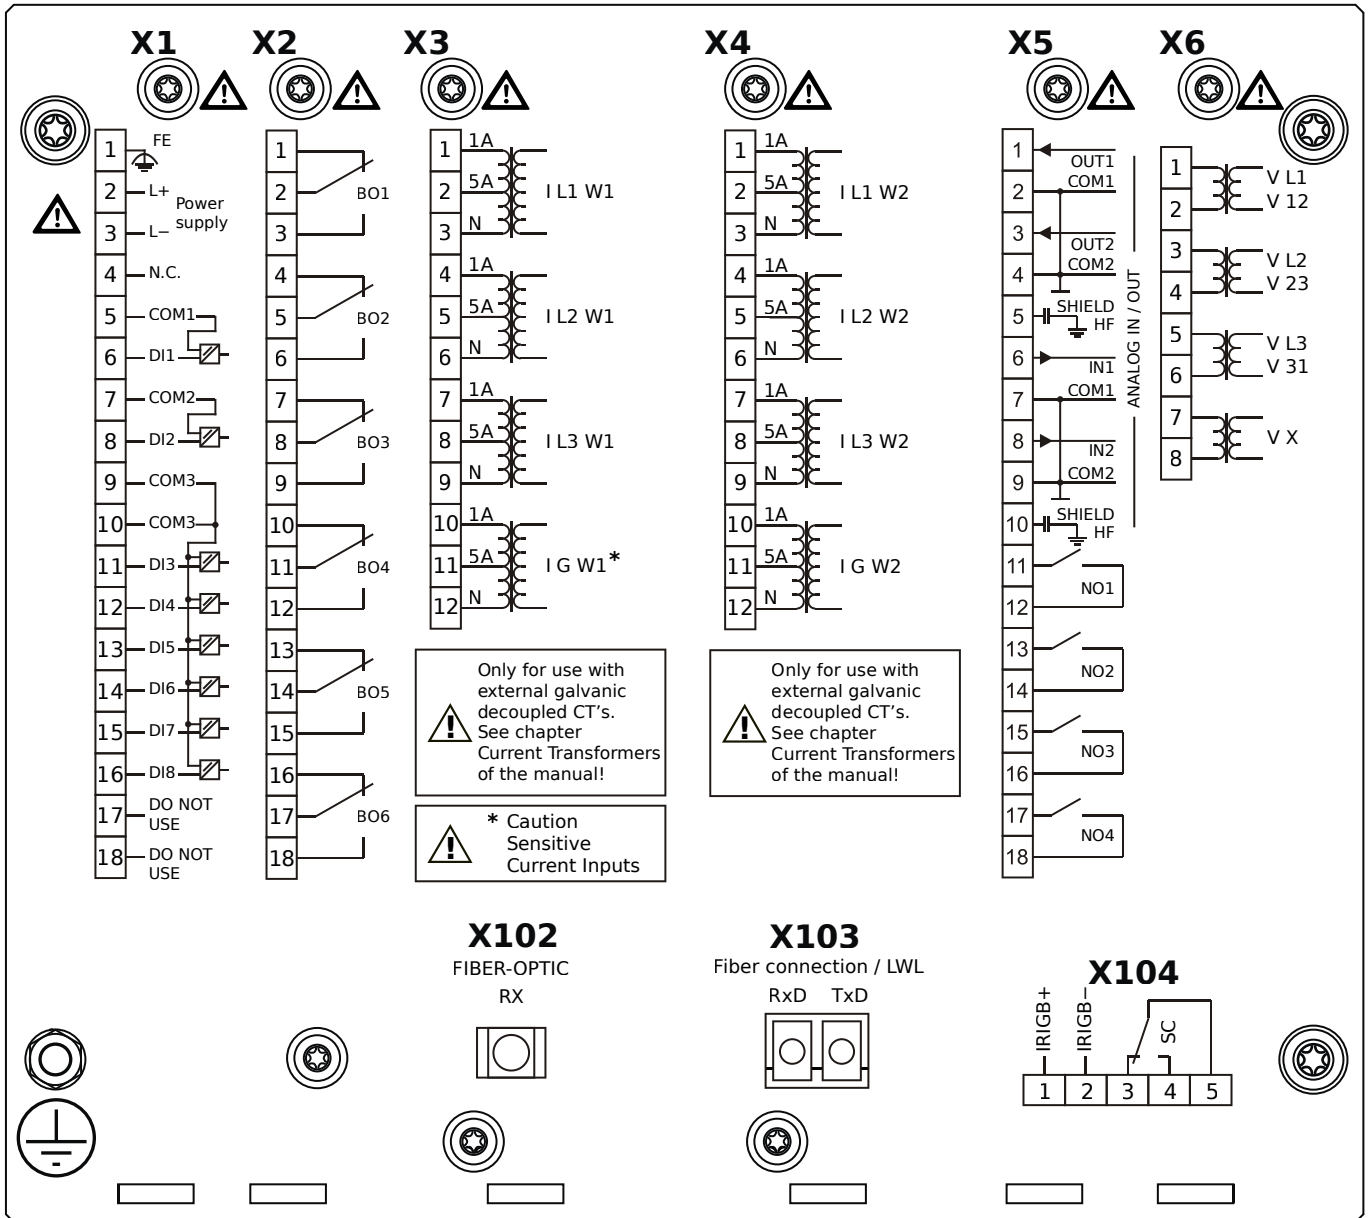 X1
X2
X3
X4
X5
X6
1
FE
2
L+
Power
supply
3
L−
4
N.C.
5
COM1
6
DI1
7
COM2
8
DI2
9
COM3
10
COM3
11
DI3
12
DI4
13
DI5
14
DI6
15
DI7
16
DI8
17
DO NOT
USE
18
DO NOT
USE
1
2
BO1
3
4
5
BO2
6
7
8
BO3
9
10
11
BO4
12
13
14
BO5
15
16
17
BO6
18
1
1A
2
5A
I L1 W1
3
N
4
1A
5
5A
I L2 W1
6
N
7
1A
8
5A
I L3 W1
9
N
10
1A
11
5A
I G W1*
12
N
Only for use with
external galvanic
decoupled CT's.
See chapter
Current Transformers
of the manual!
* Caution
Sensitive
Current Inputs
1
1A
2
5A
I L1 W2
3
N
4
1A
5
5A
I L2 W2
6
N
7
1A
8
5A
I L3 W2
9
N
10
1A
11
5A
I G W2
12
N
Only for use with
external galvanic
decoupled CT's.
See chapter
Current Transformers
of the manual!
1
OUT1
2
COM1
3
OUT2
4
COM2
5
SHIELD
HF
6
IN1
7
COM1
8
IN2
9
COM2
10
SHIELD
HF
ANALOG IN / OUT
11
NO1
12
13
NO2
14
15
NO3
16
17
NO4
18
1
V L1
2
V 12
3
V L2
4
V 23
5
V L3
6
V 31
7
V X
8
X102
FIBER-OPTIC
RX
X103
Fiber connection / LWL
RxD TxD
X104
IRIGB+
IRIGB−
SC
1 2 3 4 5